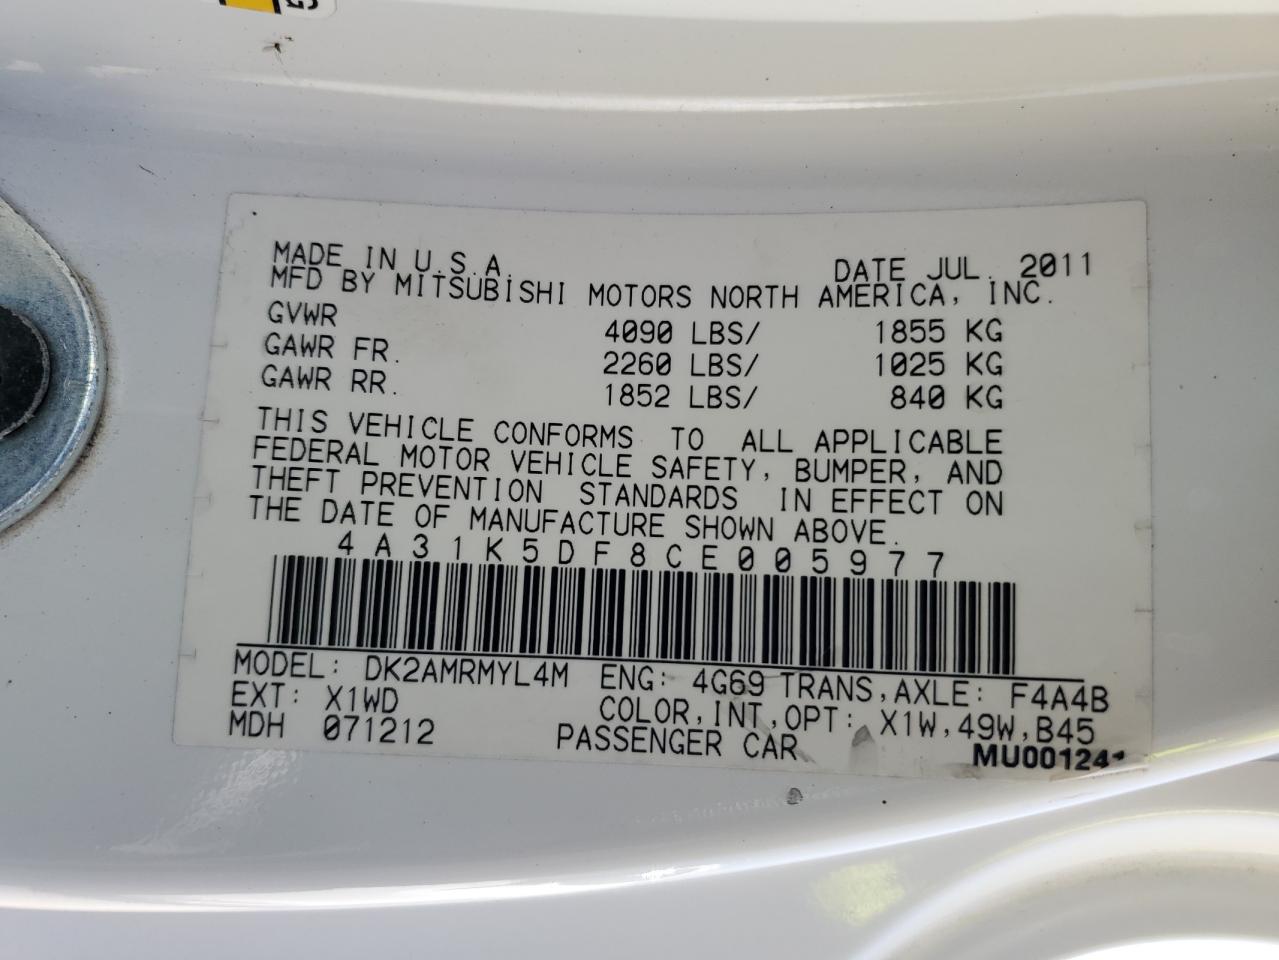 MADE IN U.S.A. DATE JUL. 2011
MFD BY MITSUBISHI MOTORS NORTH AMERICA, INC.
GVWR 4090 LBS/ 1855 KG
GAWR FR. 2260 LBS/ 1025 KG
GAWR RR. 1852 LBS/ 840 KG
THIS VEHICLE CONFORMS TO ALL APPLICABLE
FEDERAL MOTOR VEHICLE SAFETY, BUMPER, AND
THEFT PREVENTION STANDARDS IN EFFECT ON
THE DATE OF MANUFACTURE SHOWN ABOVE.
4A31K5DF8CE005977
MODEL: DK2AMRMYL4M ENG: 4G69 TRANS,AXLE: F4A4B
EXT: X1WD COLOR,INT,OPT: X1W,49W,B45
MDH 071212 PASSENGER CAR
MU001241